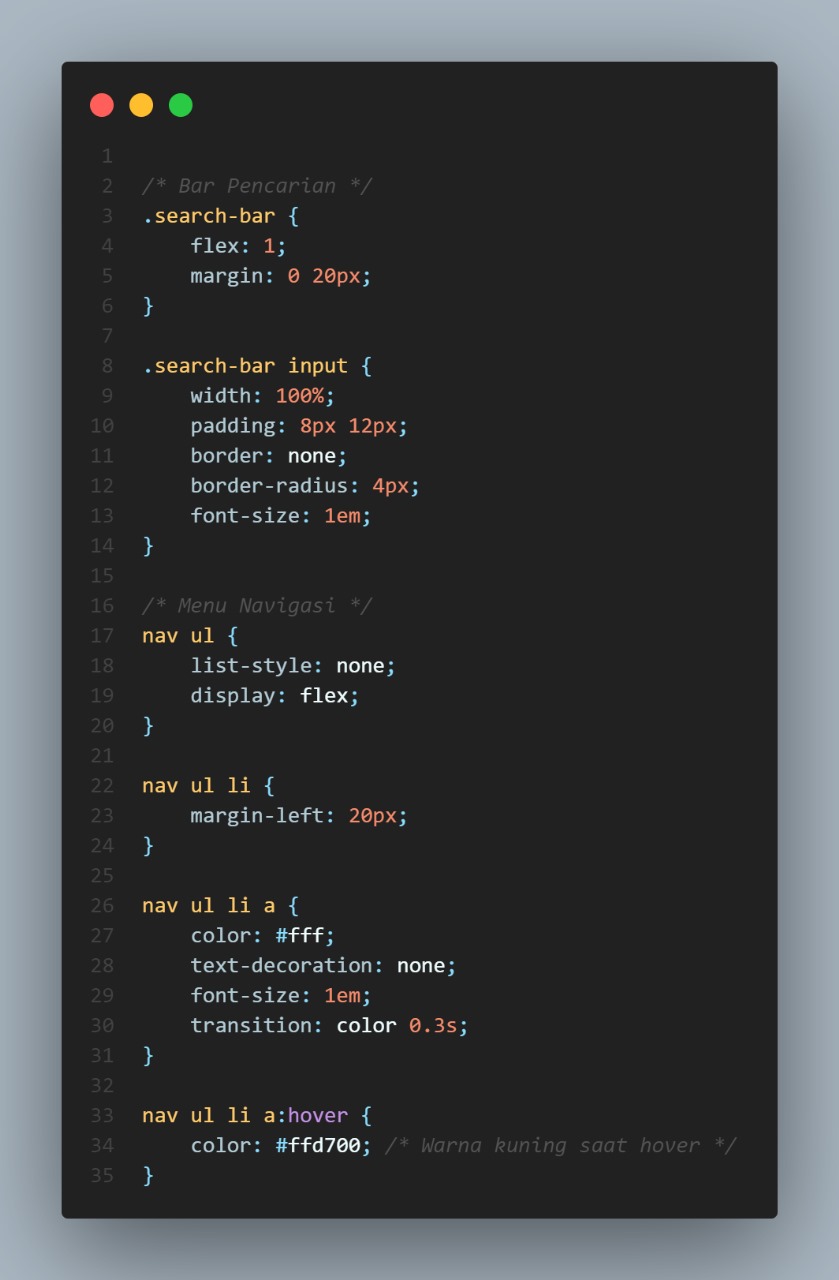 1
2 /* Bar Pencarian */
3 .search-bar {
4     flex: 1;
5     margin: 0 20px;
6 }
7
8 .search-bar input {
9     width: 100%;
10     padding: 8px 12px;
11     border: none;
12     border-radius: 4px;
13     font-size: 1em;
14 }
15
16 /* Menu Navigasi */
17 nav ul {
18     list-style: none;
19     display: flex;
20 }
21
22 nav ul li {
23     margin-left: 20px;
24 }
25
26 nav ul li a {
27     color: #fff;
28     text-decoration: none;
29     font-size: 1em;
30     transition: color 0.3s;
31 }
32
33 nav ul li a:hover {
34     color: #ffd700; /* Warna kuning saat hover */
35 }